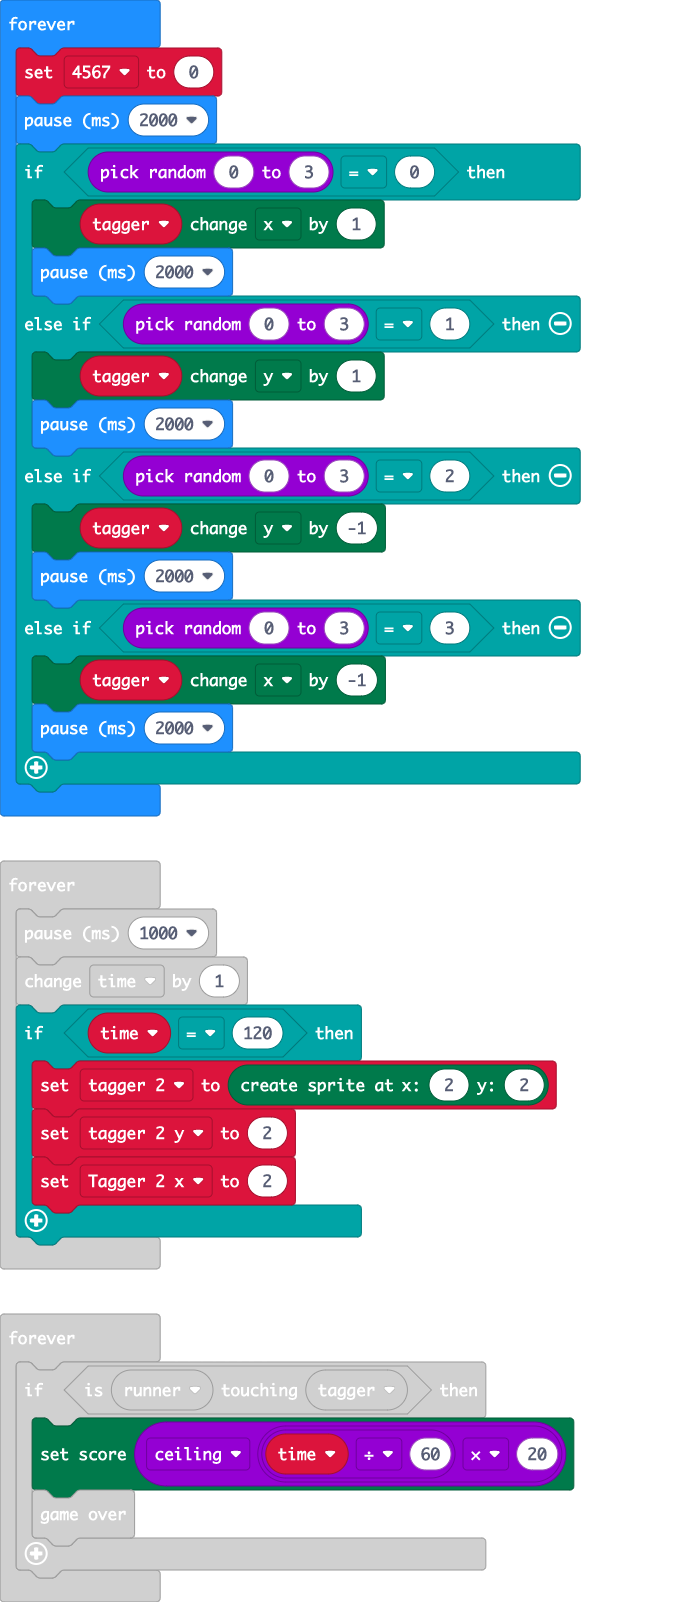 forever
set 4567 to 0
pause (ms) 2000
if pick random 0 to 3 = 0 then
tagger change x by 1
pause (ms) 2000
else if pick random 0 to 3 = 1 then
tagger change y by 1
pause (ms) 2000
else if pick random 0 to 3 = 2 then
tagger change y by -1
pause (ms) 2000
else if pick random 0 to 3 = 3 then
tagger change x by -1
pause (ms) 2000
forever
pause (ms) 1000
change time by 1
if time = 120 then
set tagger 2 to create sprite at x: 2 y: 2
set tagger 2 y to 2
set Tagger 2 x to 2
forever
if is runner touching tagger then
set score ceiling time ÷ 60 × 20
game over